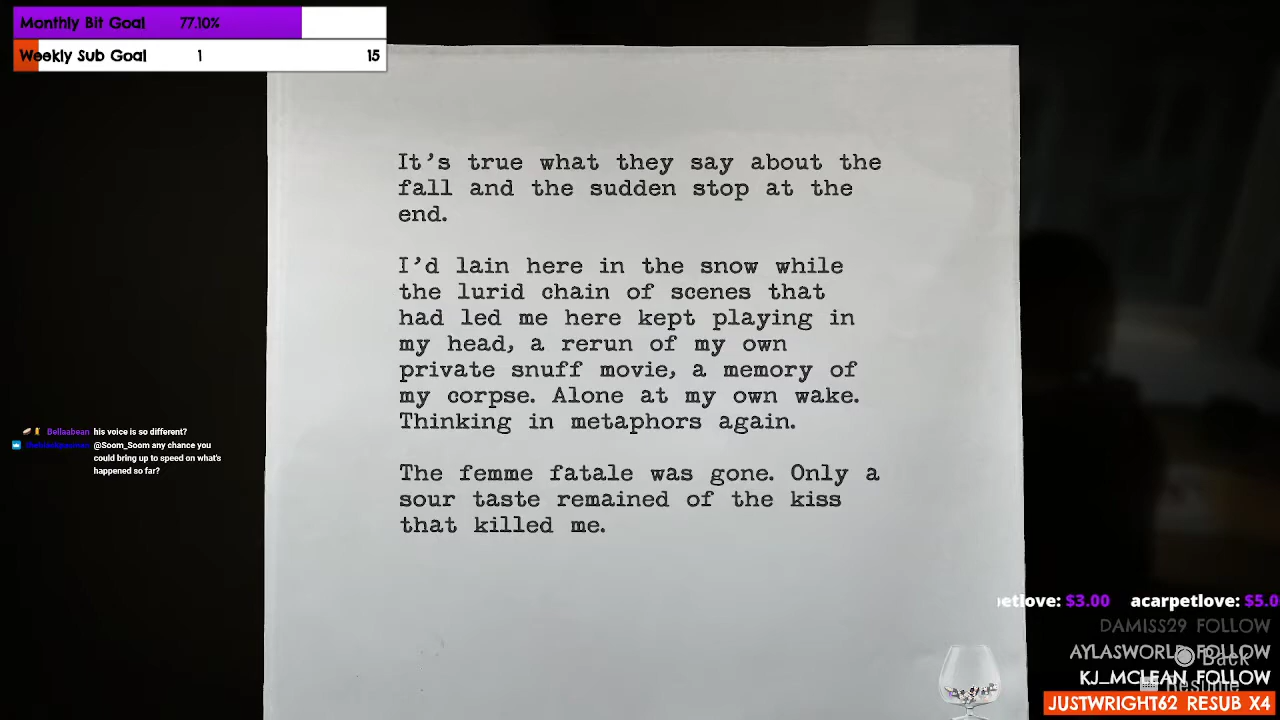 Monthly Bit Goal 77.10%
Weekly Sub Goal 1 15
It's true what they say about the
fall and the sudden stop at the
end.
I'd lain here in the snow while
the lurid chain of scenes that
had led me here kept playing in
my head, a rerun of my own
private snuff movie, a memory of
my corpse. Alone at my own wake.
Thinking in metaphors again.
The femme fatale was gone. Only a
sour taste remained of the kiss
that killed me.
Bellaabean his voice is so different?
@Soom_Soom any chance you
could bring up to speed on what's
happened so far?
etlove: $3.00 acarpetlove: $5.0
DAMISS29 FOLLOW
AYLASWORLD FOLLOW
Back
KJ_MCLEAN FOLLOW
Resume
JUSTWRIGHT62 RESUB X4